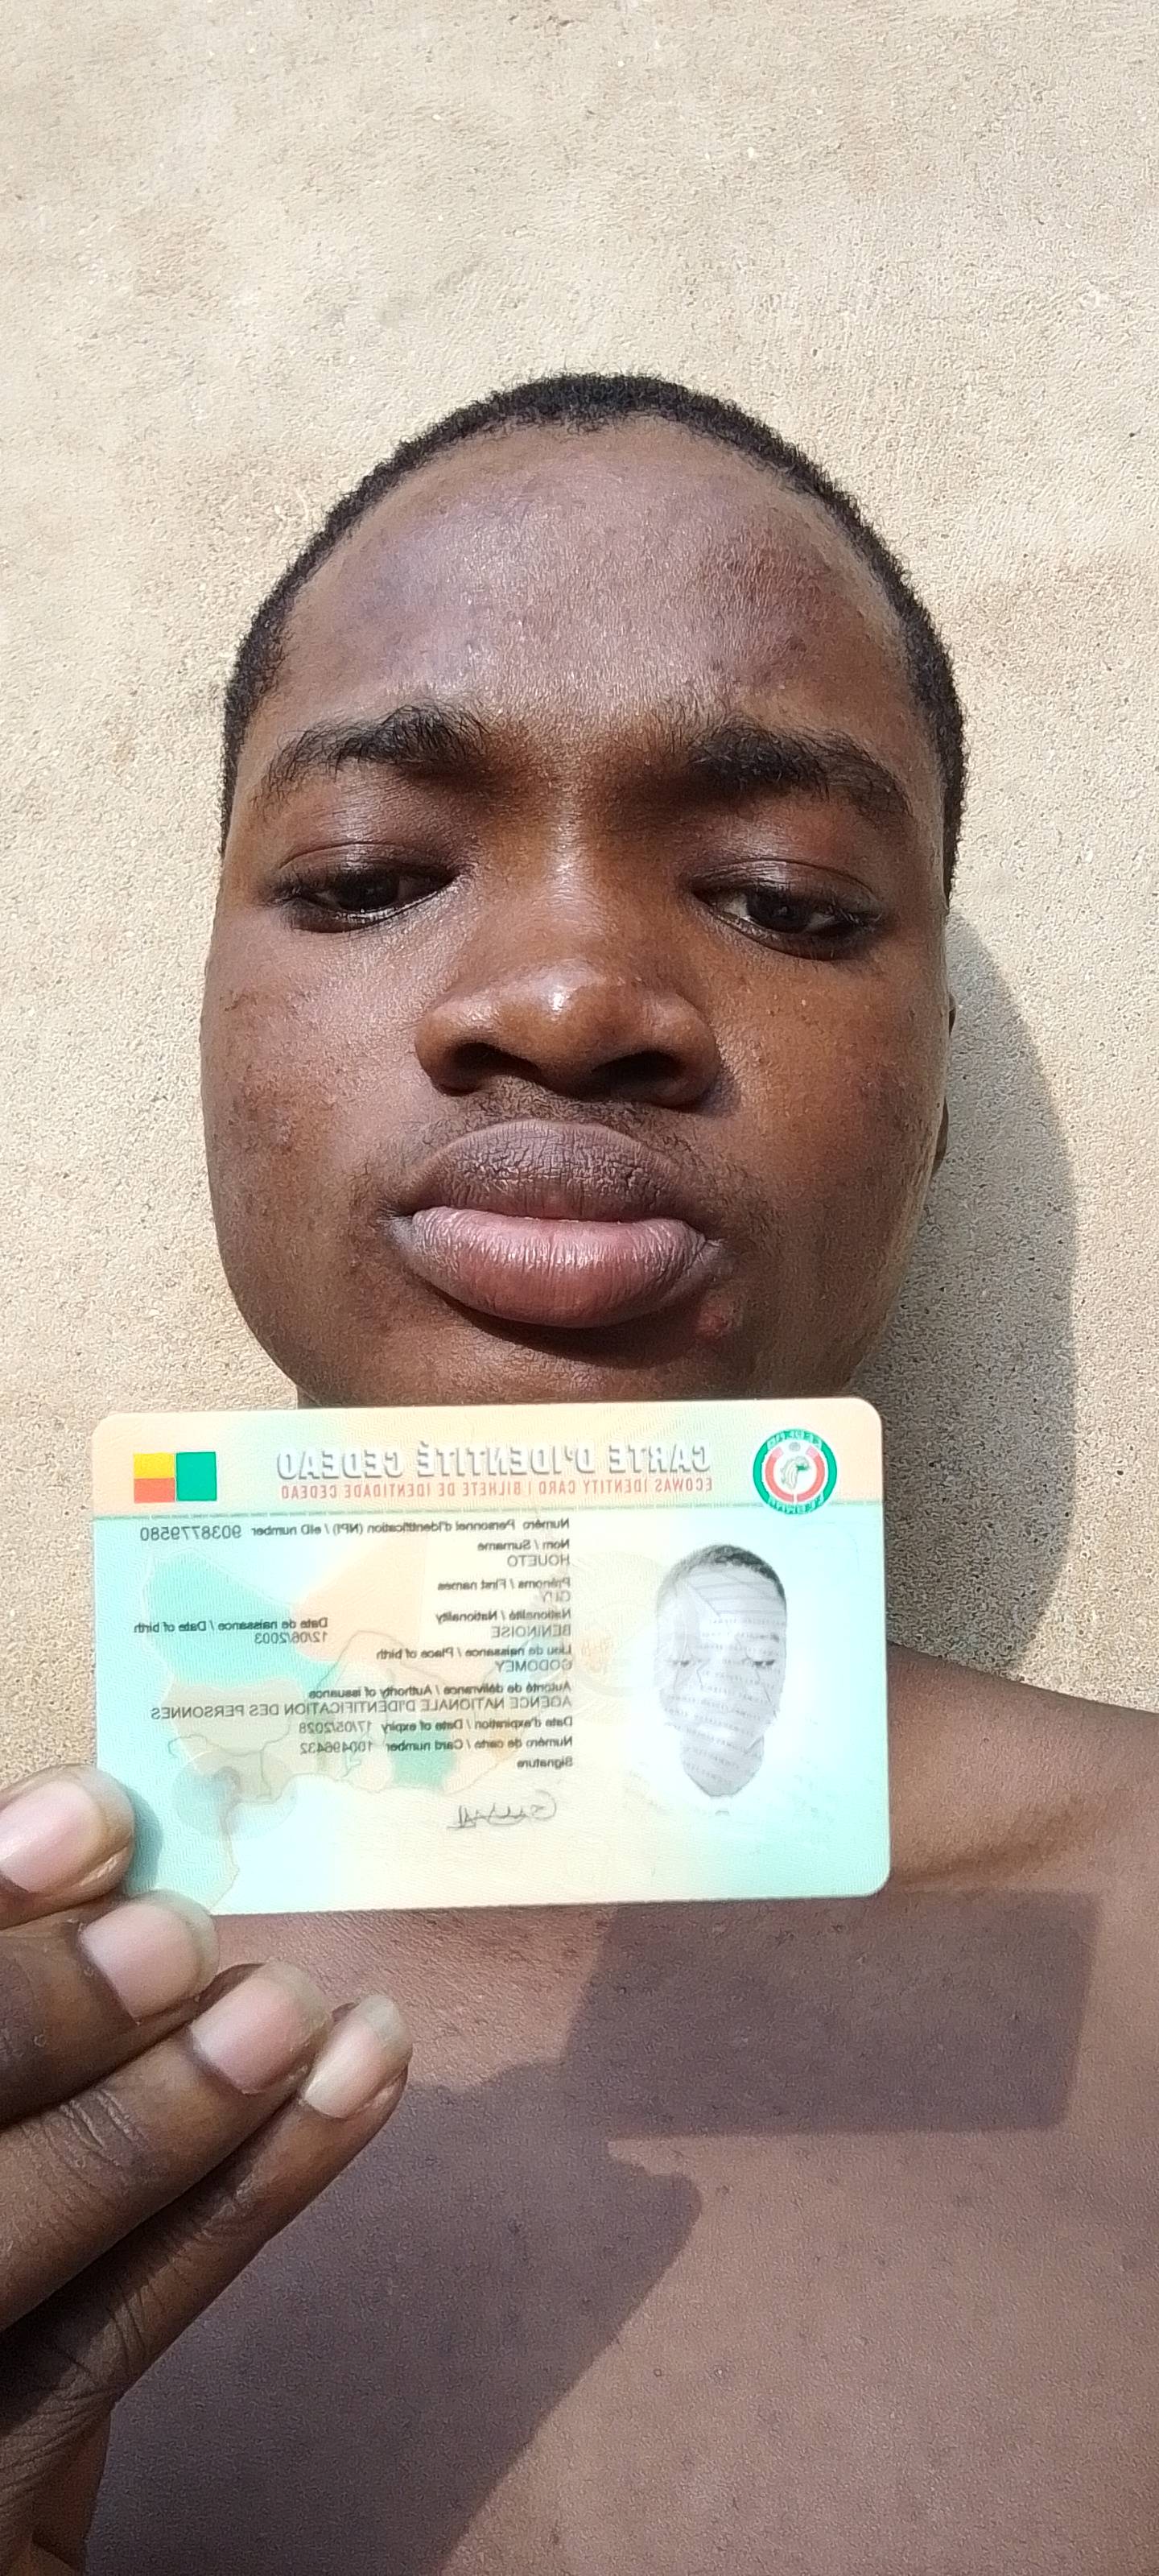 CARTE D'IDENTITÉ CEDEAO
ECOWAS IDENTITY CARD | BILHETE DE IDENTIDADE CEDEAO
Numéro Personnel d'Identification (NPI) / eID number 9038779580
Nom / Surname
HOUETO
Prénoms / First names
GUY
Nationalité / Nationality
BENINOISE
Date de naissance / Date of birth
12/06/2003
Lieu de naissance / Place of birth
GODOMEY
Autorité de délivrance / Authority of issuance
AGENCE NATIONALE D'IDENTIFICATION DES PERSONNES
Date d'expiration / Date of expiry 17/05/2028
Numéro de carte / Card number 100496432
Signature